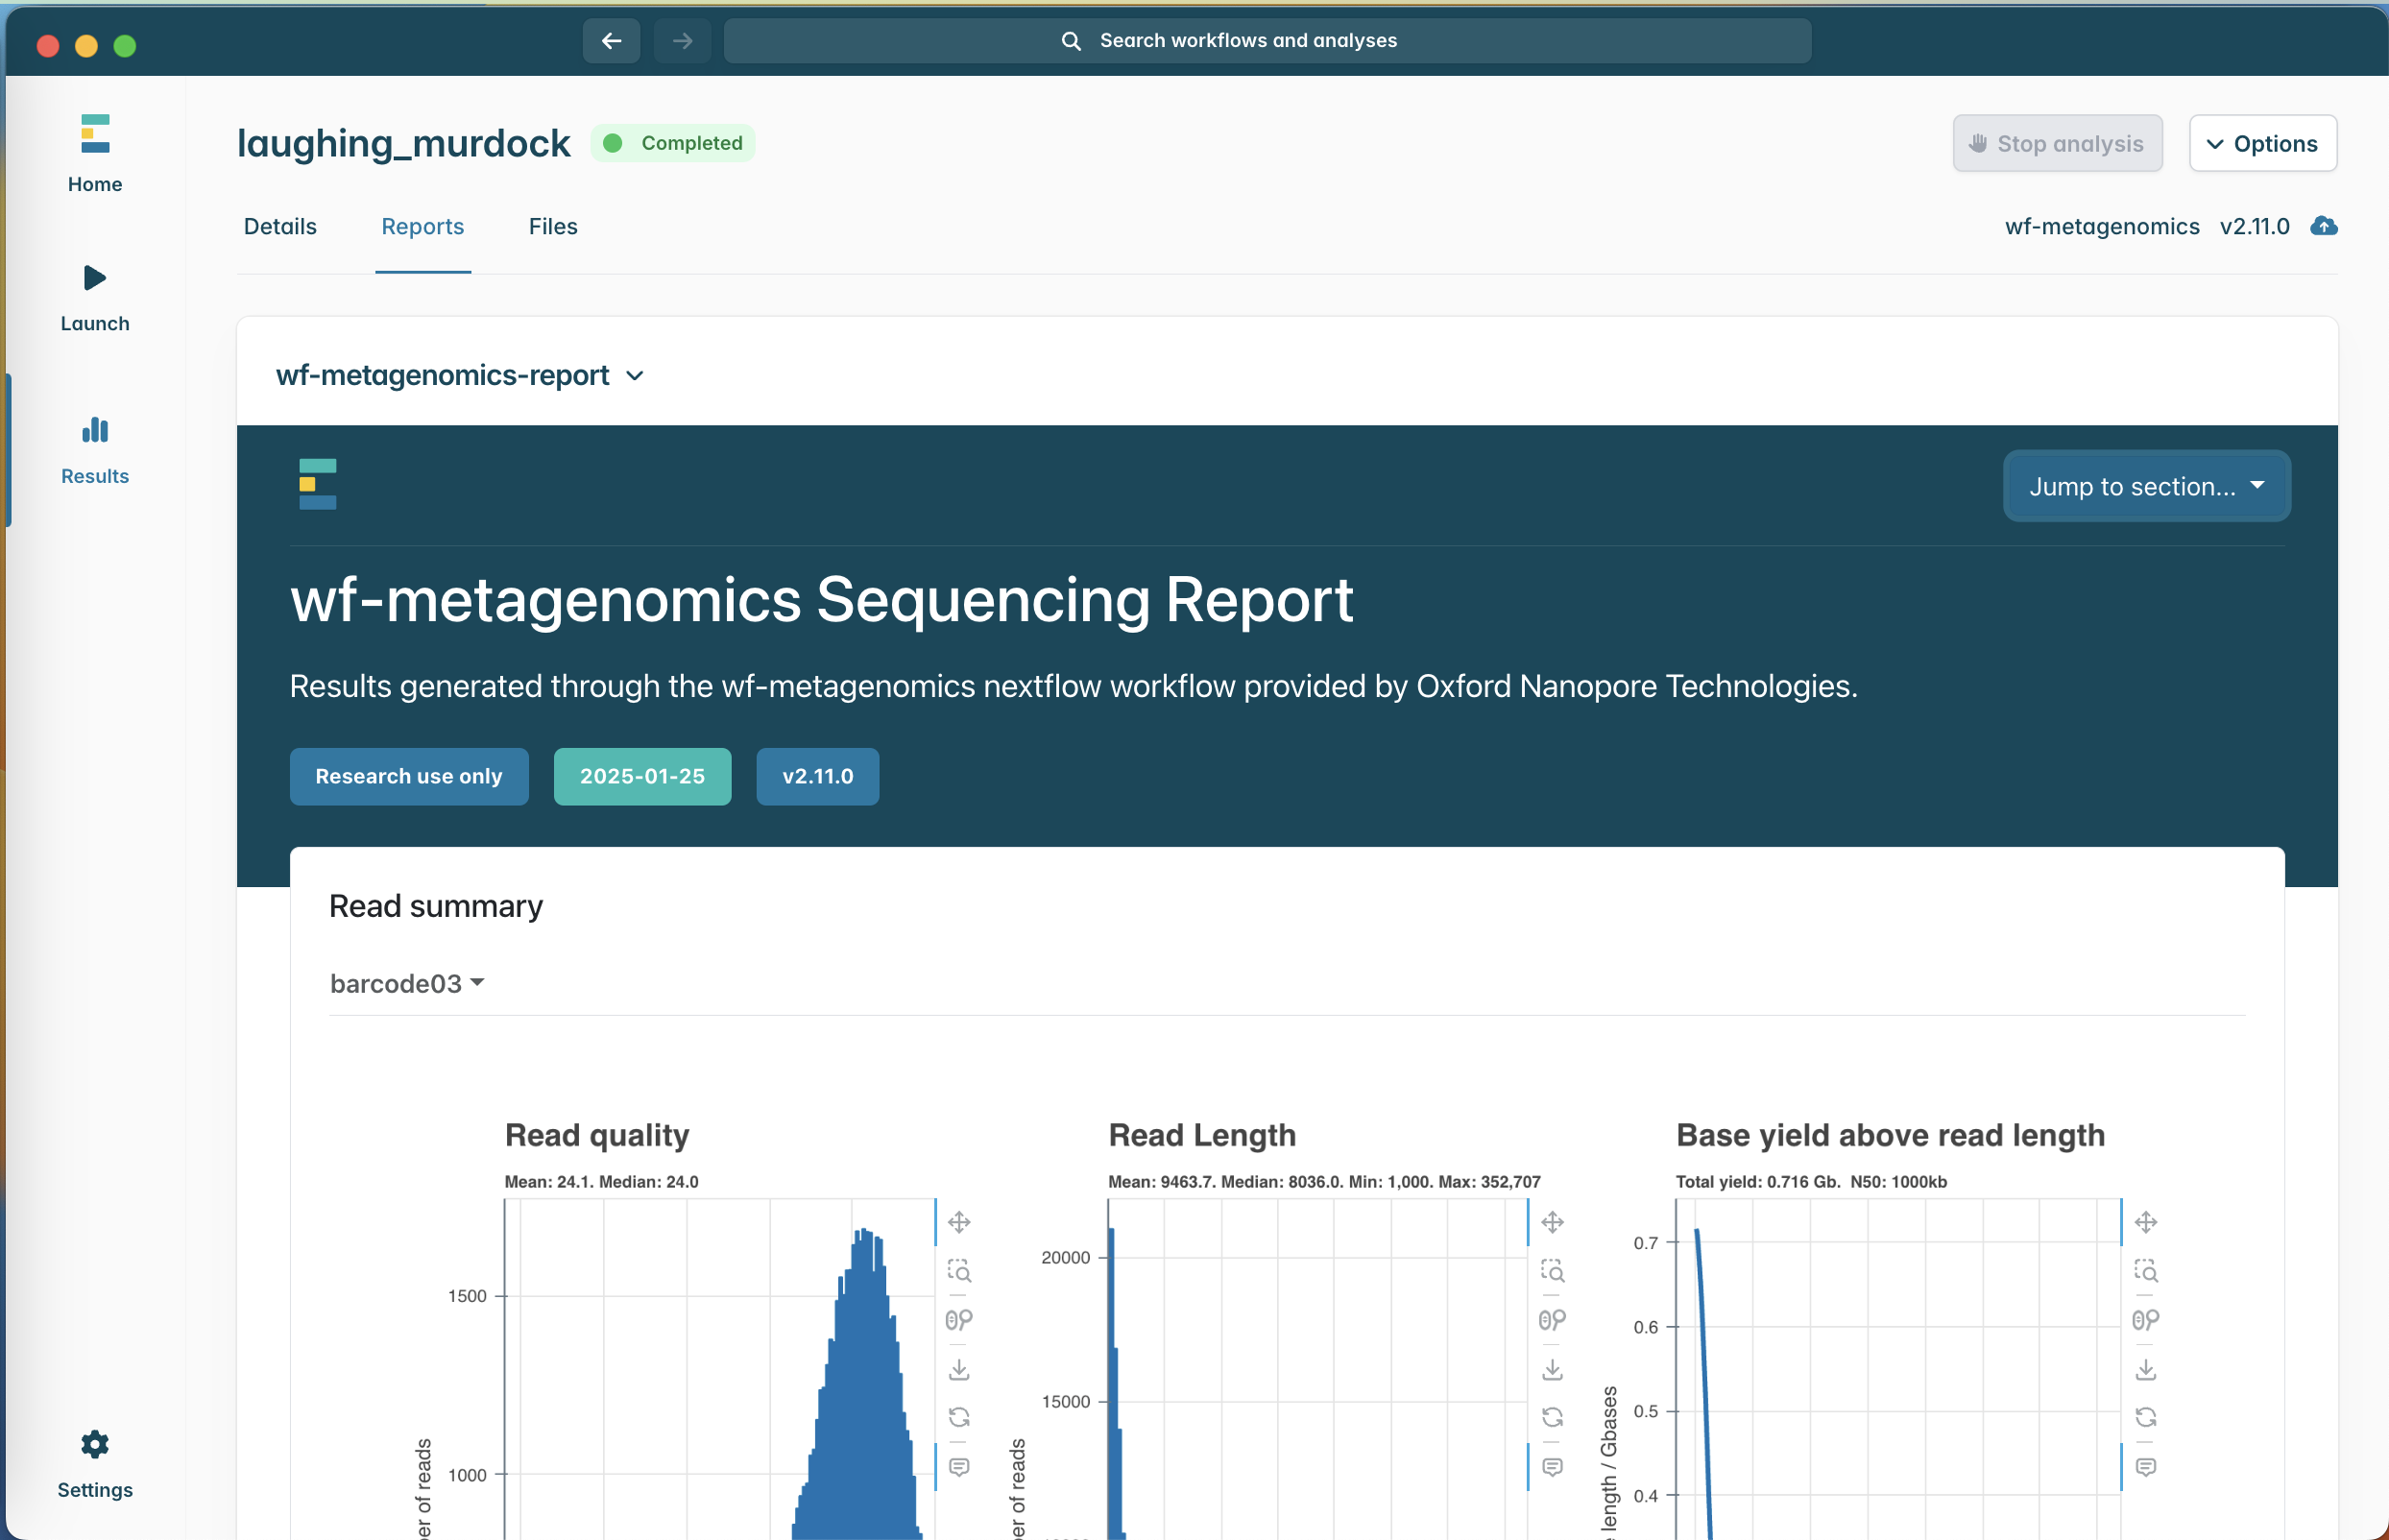 Search workflows and analyses
Home
Launch
Results
Settings
laughing_murdock
Completed
Stop analysis
Options
Details
Reports
Files
wf-metagenomics v2.11.0
wf-metagenomics-report
Jump to section...
wf-metagenomics Sequencing Report
Results generated through the wf-metagenomics nextflow workflow provided by Oxford Nanopore Technologies.
Research use only
2025-01-25
v2.11.0
Read summary
barcode03
Read quality
Mean: 24.1. Median: 24.0
1500
1000
er of reads
Read Length
Mean: 9463.7. Median: 8036.0. Min: 1,000. Max: 352,707
20000
15000
er of reads
Base yield above read length
Total yield: 0.716 Gb. N50: 1000kb
0.7
0.6
0.5
0.4
length / Gbases